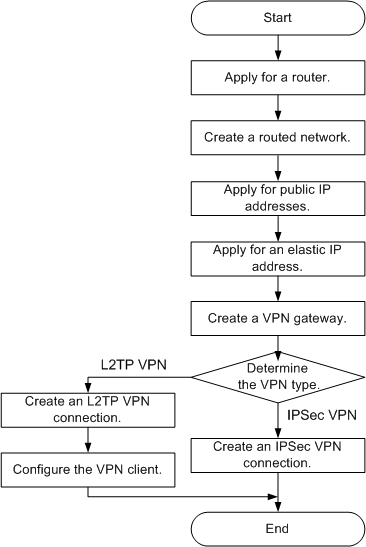 Start
Apply for a router.
Create a routed network.
Apply for public IP
addresses.
Apply for an elastic IP
address.
Create a VPN gateway.
Determine
the VPN type.
L2TP VPN
Create an L2TP VPN
connection.
Configure the VPN client.
IPSec VPN
Create an IPSec VPN
connection.
End